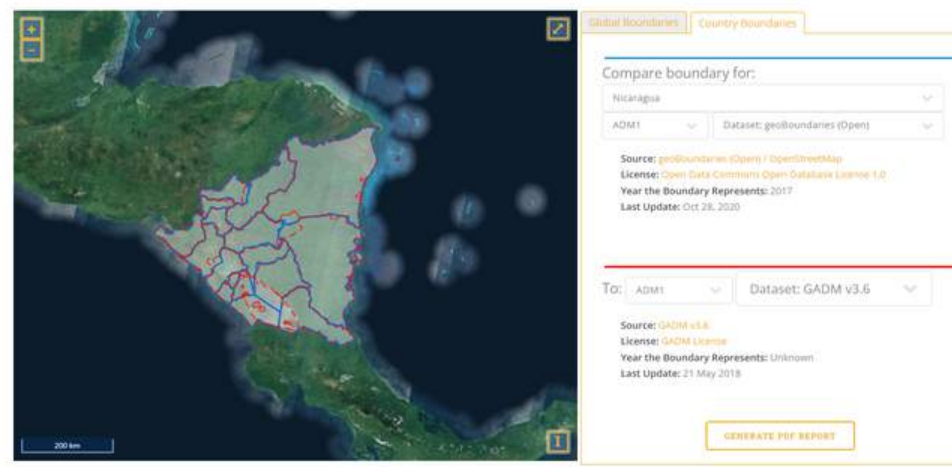 +
−
200 km
Global Boundaries
Country Boundaries
Compare boundary for:
Nicaragua
ADM1
Dataset: geoBoundaries (Open)
Source: geoBoundaries (Open) / OpenStreetMap
License: Open Data Commons Open Database License 1.0
Year the Boundary Represents: 2017
Last Update: Oct 28, 2020
To: ADM1
Dataset: GADM v3.6
Source: GADM v3.6
License: GADM License
Year the Boundary Represents: Unknown
Last Update: 21 May 2018
GENERATE PDF REPORT